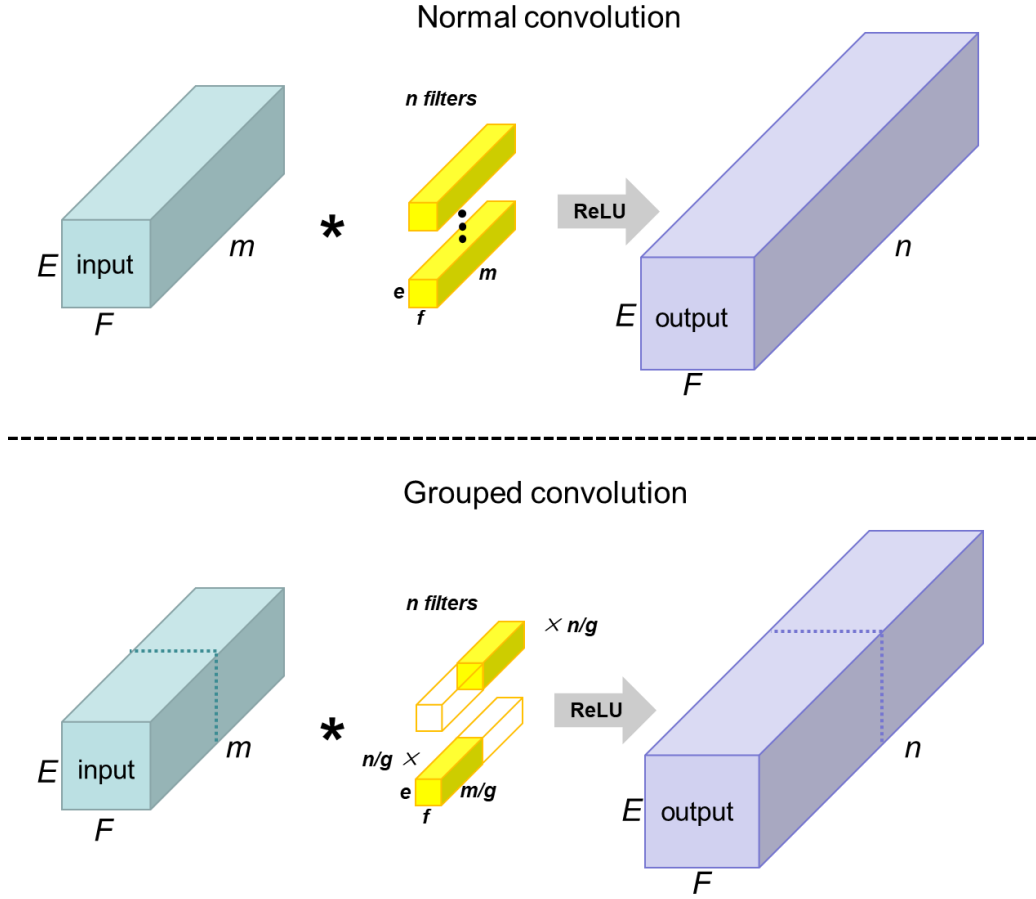 Normal convolution
n filters
E
input
m
F
*
e
f
m
ReLU
E
output
n
F
Grouped convolution
n filters
× n/g
E
input
m
F
*
n/g ×
e
f
m/g
ReLU
E
output
n
F